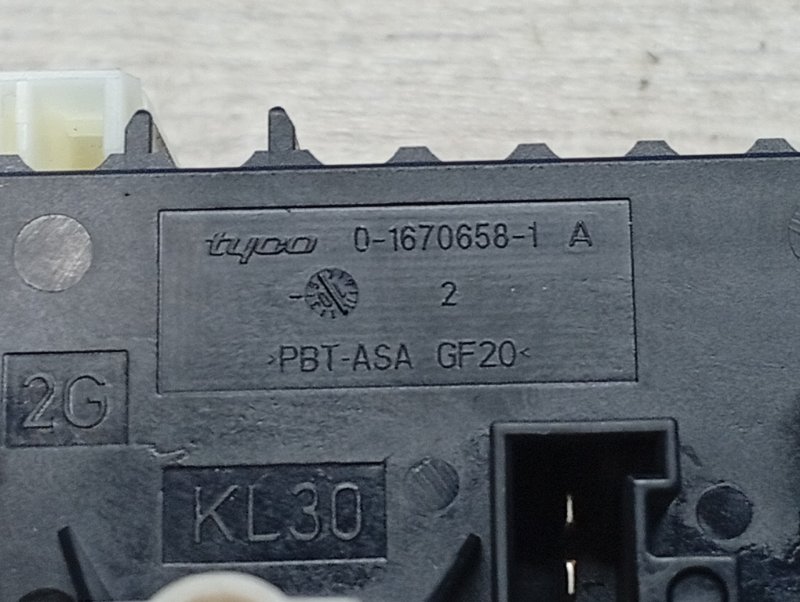 tyco 0-1670658-1 A
2
>PBT-ASA GF20<
2G
KL30